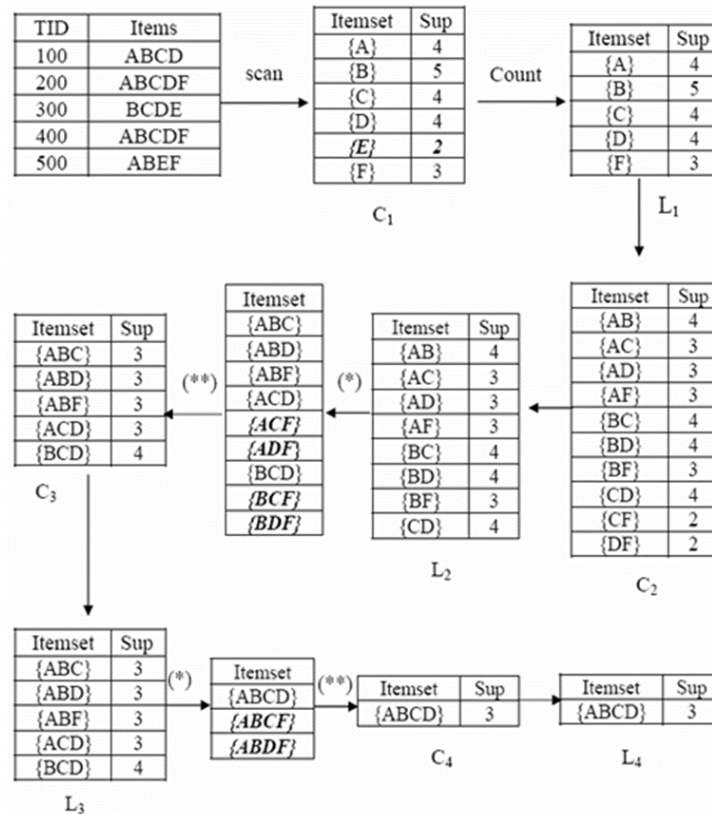 TID Items
100 ABCD
200 ABCDF
300 BCDE
400 ABCDF
500 ABEF
scan
Itemset Sup
{A} 4
{B} 5
{C} 4
{D} 4
{E} 2
{F} 3
C1
Count
Itemset Sup
{A} 4
{B} 5
{C} 4
{D} 4
{F} 3
L1
Itemset Sup
{ABC} 3
{ABD} 3
{ABF} 3
{ACD} 3
{BCD} 4
C3
(**)
Itemset
{ABC}
{ABD}
{ABF}
{ACD}
{ACF}
{ADF}
{BCD}
{BCF}
{BDF}
(*)
Itemset Sup
{AB} 4
{AC} 3
{AD} 3
{AF} 3
{BC} 4
{BD} 4
{BF} 3
{CD} 4
L2
Itemset Sup
{AB} 4
{AC} 3
{AD} 3
{AF} 3
{BC} 4
{BD} 4
{BF} 3
{CD} 4
{CF} 2
{DF} 2
C2
Itemset Sup
{ABC} 3
{ABD} 3
{ABF} 3
{ACD} 3
{BCD} 4
L3
(*)
Itemset
{ABCD}
{ABCF}
{ABDF}
(**)
Itemset Sup
{ABCD} 3
C4
Itemset Sup
{ABCD} 3
L4